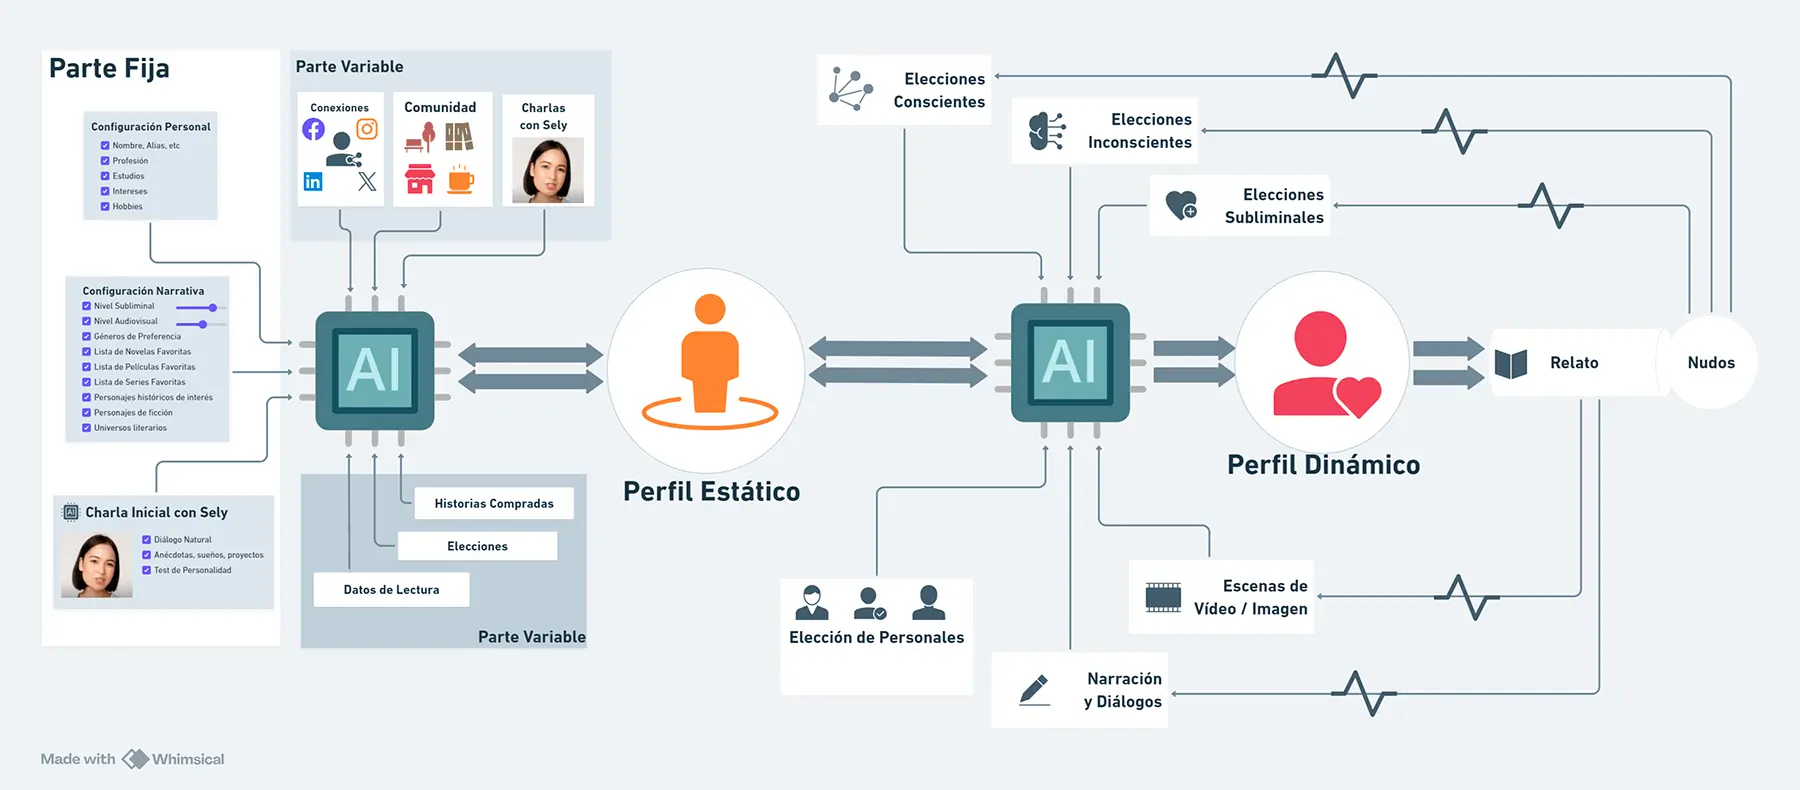 Parte Fija
Configuración Personal
Nombre, Alias, etc
Profesión
Estudios
Intereses
Hobbies
Configuración Narrativa
Nivel Subliminal
Nivel Audiovisual
Géneros de Preferencia
Lista de Novelas Favoritas
Lista de Películas Favoritas
Lista de Series Favoritas
Personajes históricos de interés
Personajes de ficción
Universos literarios
AI
Charla Inicial con Sely
Diálogo Natural
Anécdotas, sueños, proyectos
Test de Personalidad
Parte Variable
Conexiones
Comunidad
Charlas
con Sely
in
AI
Historias Compradas
Elecciones
Datos de Lectura
Parte Variable
Perfil Estático
Elecciones
Conscientes
Elecciones
Inconscientes
Elecciones
Subliminales
AI
Perfil Dinámico
Relato
Nudos
Elección de Personales
Escenas de
Vídeo / Imagen
Narración
y Diálogos
Made with Whimsical